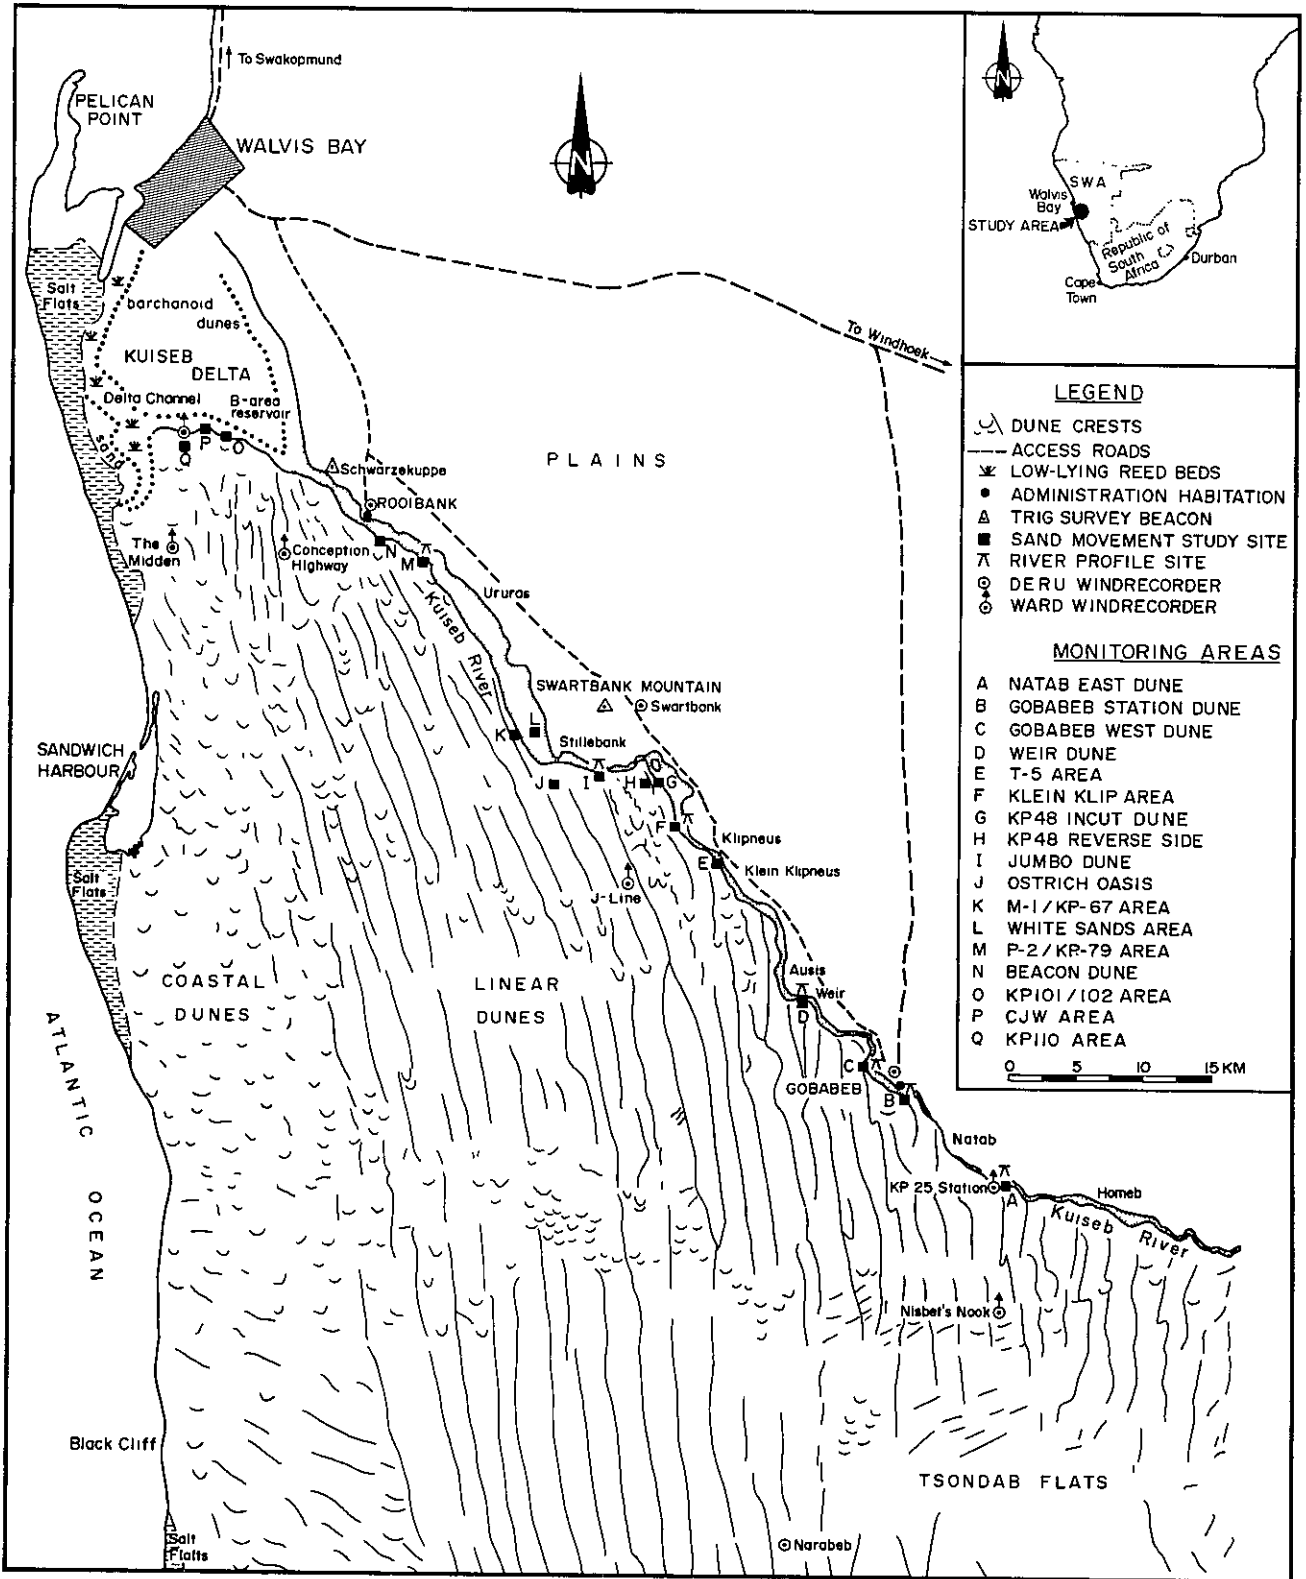 To Swakopmund
PELICAN
POINT
WALVIS BAY
N
N
SWA
Walvis
Bay
STUDY AREA
Republic of
South
Africa
Durban
Cape
Town
Salt
Flats
barchanoid
dunes
KUISEB
DELTA
Delta Channel
B-area
reservoir
sand
P
O
Q
To Windhoek
PLAINS
Schwarzekuppe
ROOIBANK
The
Midden
Conception
Highway
N
M
Ururas
Kuiseb River
SWARTBANK MOUNTAIN
Swartbank
SANDWICH
HARBOUR
K
L
Stillebank
J
I
H
G
F
Klipneus
E
Klein Klipneus
J-Line
Salt
Flats
COASTAL
DUNES
LINEAR
DUNES
Ausis
Weir
D
C
GOBABEB
B
Natab
KP 25 Station
A
Homeb
Kuiseb River
Nisbet's Nook
ATLANTIC OCEAN
Black Cliff
TSONDAB FLATS
Salt
Flatts
Narabeb
LEGEND
DUNE CRESTS
ACCESS ROADS
LOW-LYING REED BEDS
ADMINISTRATION HABITATION
TRIG SURVEY BEACON
SAND MOVEMENT STUDY SITE
RIVER PROFILE SITE
DERU WINDRECORDER
WARD WINDRECORDER
MONITORING AREAS
A NATAB EAST DUNE
B GOBABEB STATION DUNE
C GOBABEB WEST DUNE
D WEIR DUNE
E T-5 AREA
F KLEIN KLIP AREA
G KP48 INCUT DUNE
H KP48 REVERSE SIDE
I JUMBO DUNE
J OSTRICH OASIS
K M-1/KP-67 AREA
L WHITE SANDS AREA
M P-2/KP-79 AREA
N BEACON DUNE
O KP101/102 AREA
P CJW AREA
Q KP110 AREA
0 5 10 15 KM